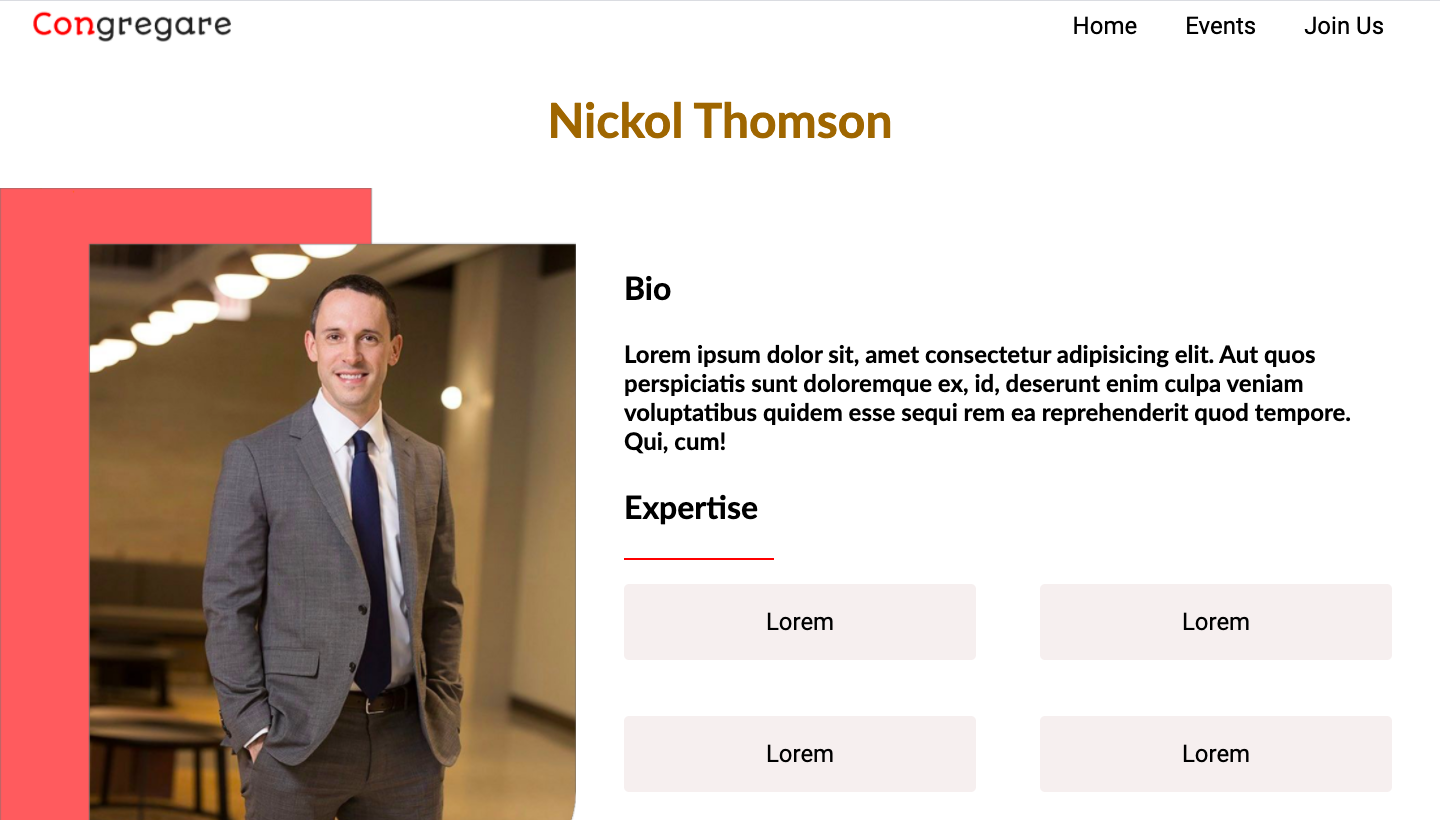 Congregare
Home Events Join Us
Nickol Thomson
Bio
Lorem ipsum dolor sit, amet consectetur adipisicing elit. Aut quos
perspiciatis sunt doloremque ex, id, deserunt enim culpa veniam
voluptatibus quidem esse sequi rem ea reprehenderit quod tempore.
Qui, cum!
Expertise
Lorem Lorem
Lorem Lorem